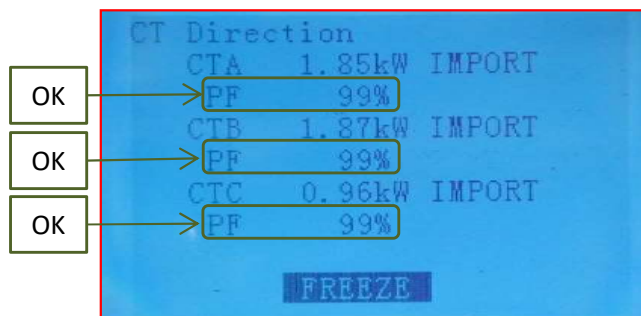 CT Direction
CTA 1.85kW IMPORT
OK PF 99%
CTB 1.87kW IMPORT
OK PF 99%
CTC 0.96kW IMPORT
OK PF 99%
FREEZE